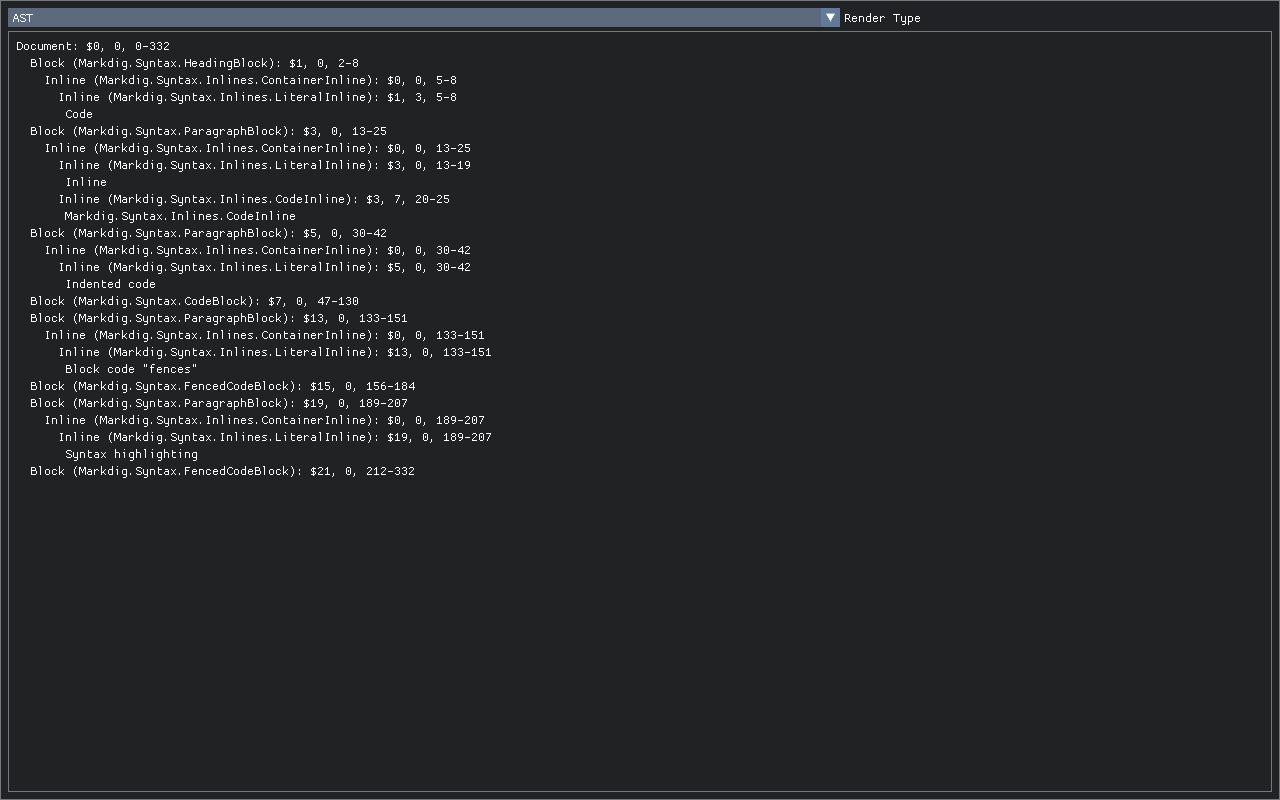 AST
Render Type
Document: $0, 0, 0-332
Block (Markdig.Syntax.HeadingBlock): $1, 0, 2-8
Inline (Markdig.Syntax.Inlines.ContainerInline): $0, 0, 5-8
Inline (Markdig.Syntax.Inlines.LiteralInline): $1, 3, 5-8
Code
Block (Markdig.Syntax.ParagraphBlock): $3, 0, 13-25
Inline (Markdig.Syntax.Inlines.ContainerInline): $0, 0, 13-25
Inline (Markdig.Syntax.Inlines.LiteralInline): $3, 0, 13-19
Inline
Inline (Markdig.Syntax.Inlines.CodeInline): $3, 7, 20-25
Markdig.Syntax.Inlines.CodeInline
Block (Markdig.Syntax.ParagraphBlock): $5, 0, 30-42
Inline (Markdig.Syntax.Inlines.ContainerInline): $0, 0, 30-42
Inline (Markdig.Syntax.Inlines.LiteralInline): $5, 0, 30-42
Indented code
Block (Markdig.Syntax.CodeBlock): $7, 0, 47-130
Block (Markdig.Syntax.ParagraphBlock): $13, 0, 133-151
Inline (Markdig.Syntax.Inlines.ContainerInline): $0, 0, 133-151
Inline (Markdig.Syntax.Inlines.LiteralInline): $13, 0, 133-151
Block code "fences"
Block (Markdig.Syntax.FencedCodeBlock): $15, 0, 156-184
Block (Markdig.Syntax.ParagraphBlock): $19, 0, 189-207
Inline (Markdig.Syntax.Inlines.ContainerInline): $0, 0, 189-207
Inline (Markdig.Syntax.Inlines.LiteralInline): $19, 0, 189-207
Syntax highlighting
Block (Markdig.Syntax.FencedCodeBlock): $21, 0, 212-332